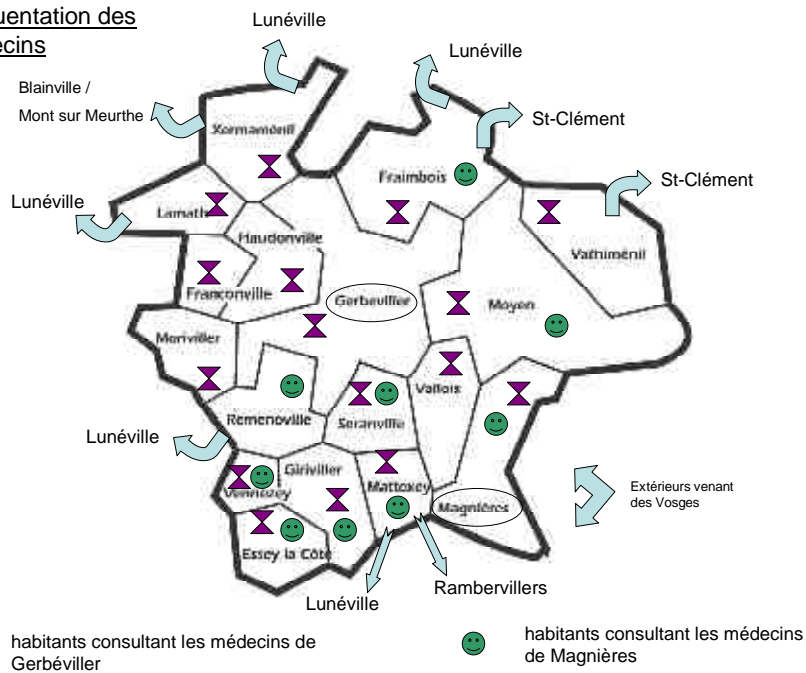 uentation des
ecins
Lunéville
Lunéville
Blainville /
Mont sur Meurthe
St-Clément
Xermaménil
Fraimbois
St-Clément
Lunéville
Lamath
Haudonville
Vathiménil
Franconville
Gerbéviller
Moyen
Moriviller
Vallois
Remenoville
Seranville
Lunéville
Giriviller
Mattexey
Vennezey
Magnières
Extérieurs venant
des Vosges
Essey la Côte
Lunéville
Rambervillers
habitants consultant les médecins de
Gerbéviller
habitants consultant les médecins
de Magnières